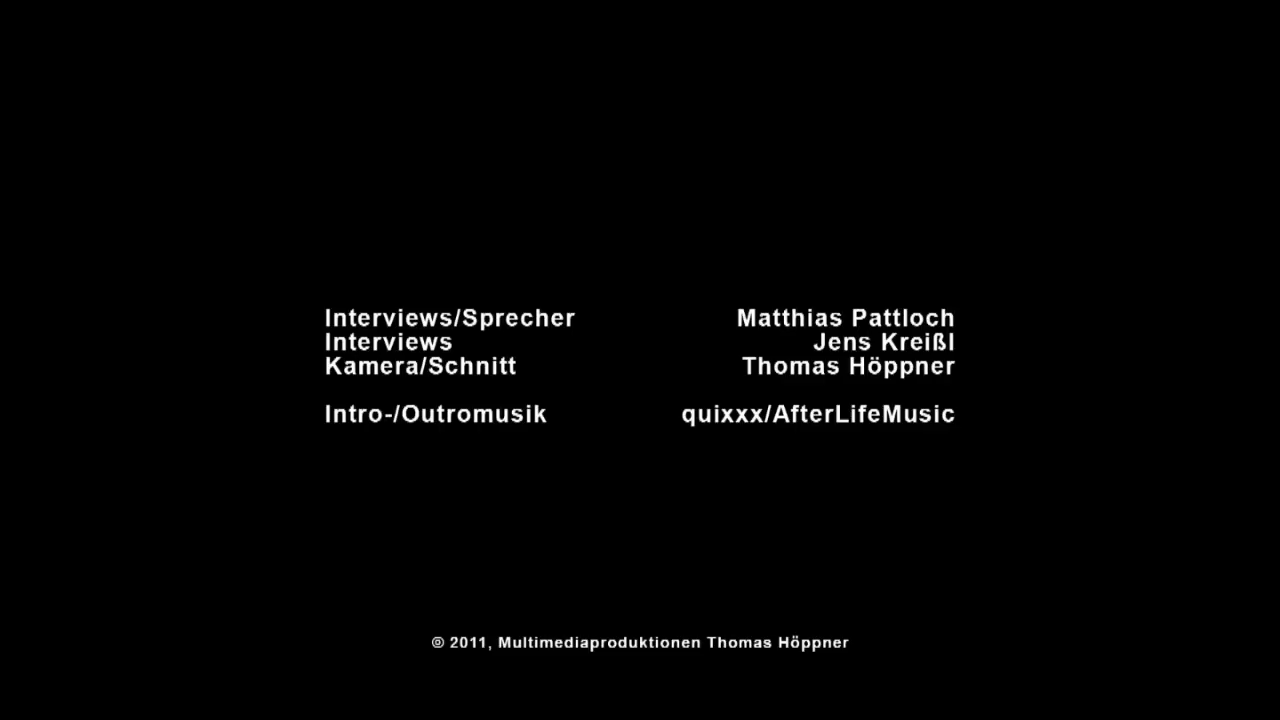 Interviews/Sprecher Matthias Pattloch
Interviews Jens Kreißl
Kamera/Schnitt Thomas Höppner
Intro-/Outromusik quixxx/AfterLifeMusic
© 2011, Multimediaproduktionen Thomas Höppner